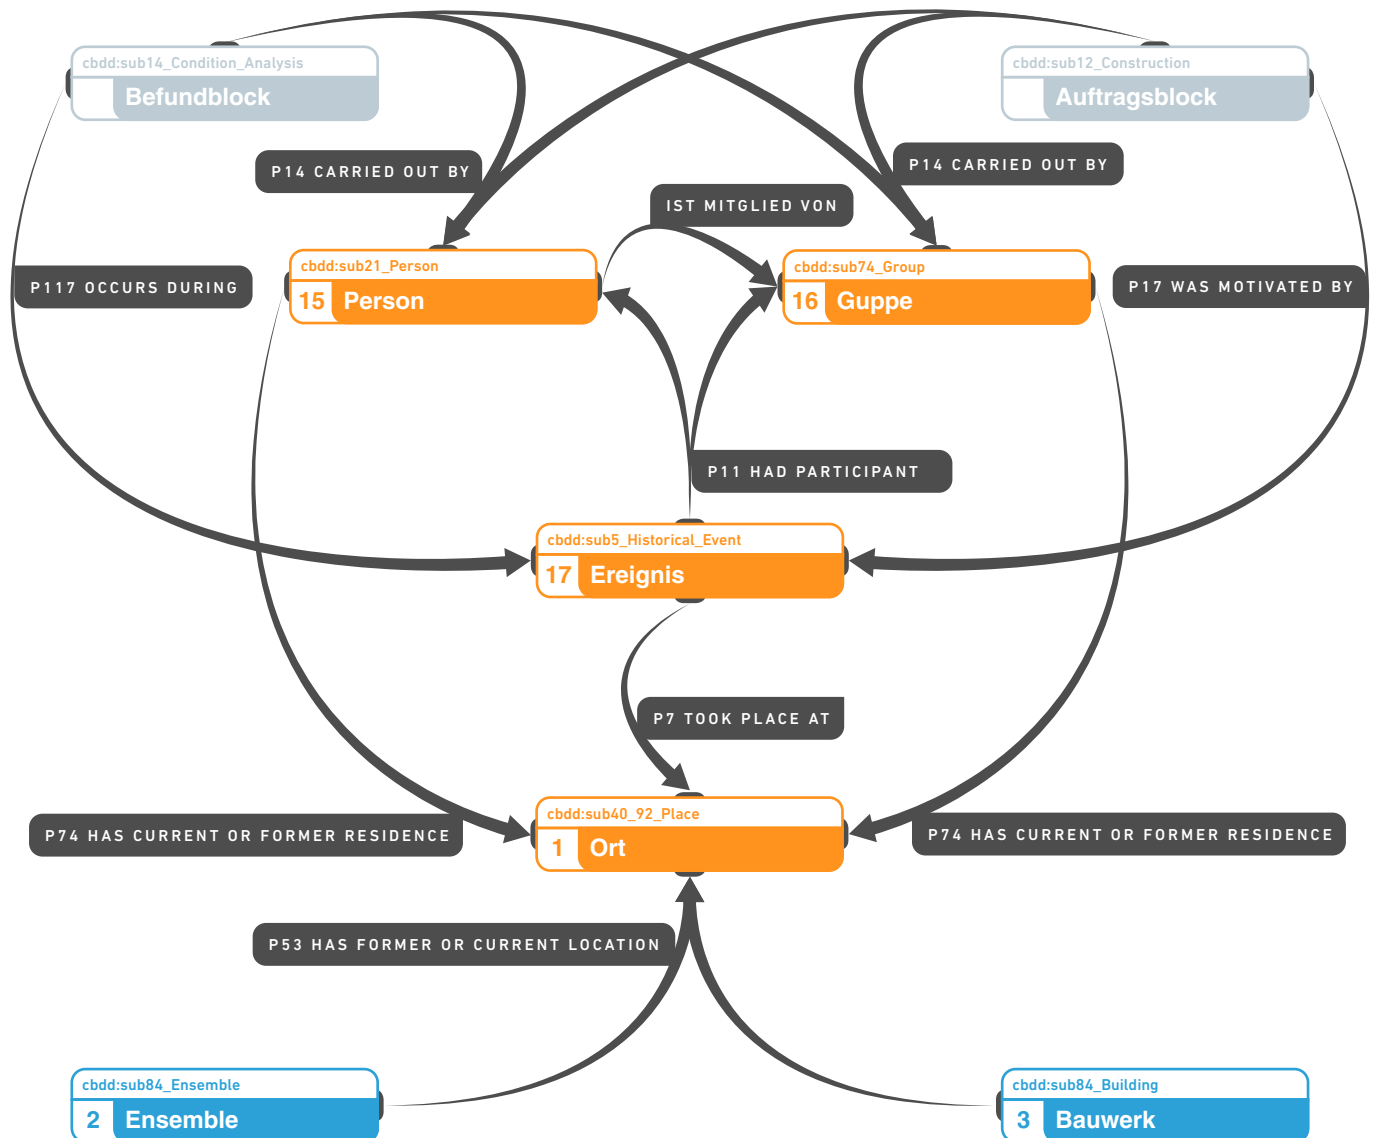 cbdd:sub14_Condition_Analysis
Befundblock
cbdd:sub12_Construction
Auftragsblock
P14 CARRIED OUT BY
P14 CARRIED OUT BY
IST MITGLIED VON
cbdd:sub21_Person
15 Person
cbdd:sub74_Group
16 Guppe
P117 OCCURS DURING
P17 WAS MOTIVATED BY
P11 HAD PARTICIPANT
cbdd:sub5_Historical_Event
17 Ereignis
P7 TOOK PLACE AT
cbdd:sub40_92_Place
1 Ort
P74 HAS CURRENT OR FORMER RESIDENCE
P74 HAS CURRENT OR FORMER RESIDENCE
P53 HAS FORMER OR CURRENT LOCATION
cbdd:sub84_Ensemble
2 Ensemble
cbdd:sub84_Building
3 Bauwerk